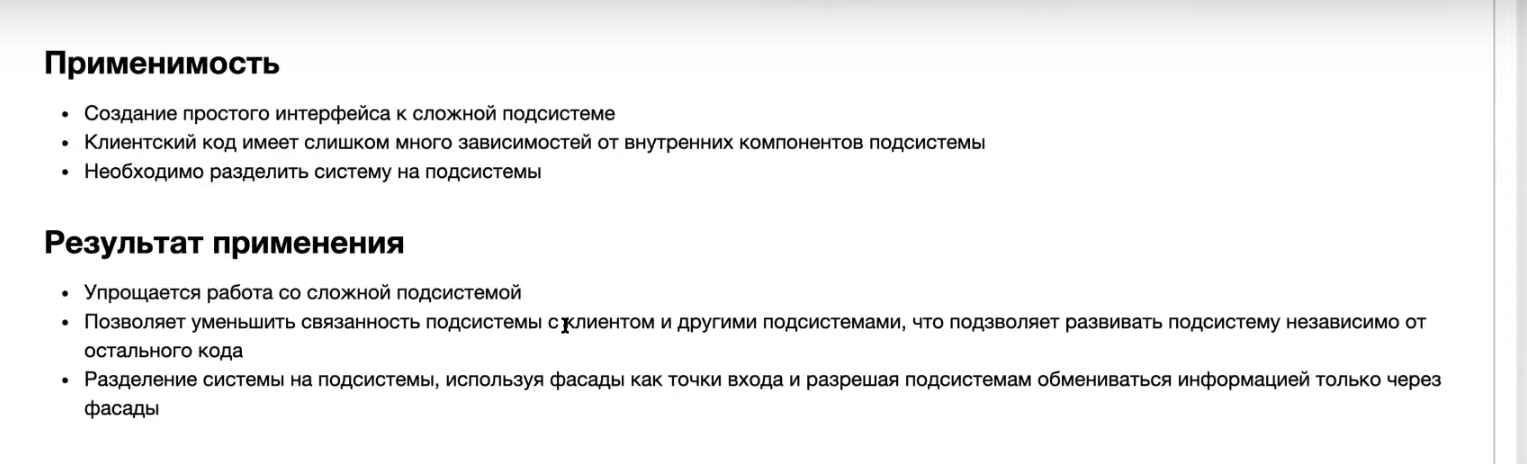 Применимость
• Создание простого интерфейса к сложной подсистеме
• Клиентский код имеет слишком много зависимостей от внутренних компонентов подсистемы
• Необходимо разделить систему на подсистемы
Результат применения
• Упрощается работа со сложной подсистемой
• Позволяет уменьшить связанность подсистемы с клиентом и другими подсистемами, что подзволяет развивать подсистему независимо от
остального кода
• Разделение системы на подсистемы, используя фасады как точки входа и разрешая подсистемам обмениваться информацией только через
фасады